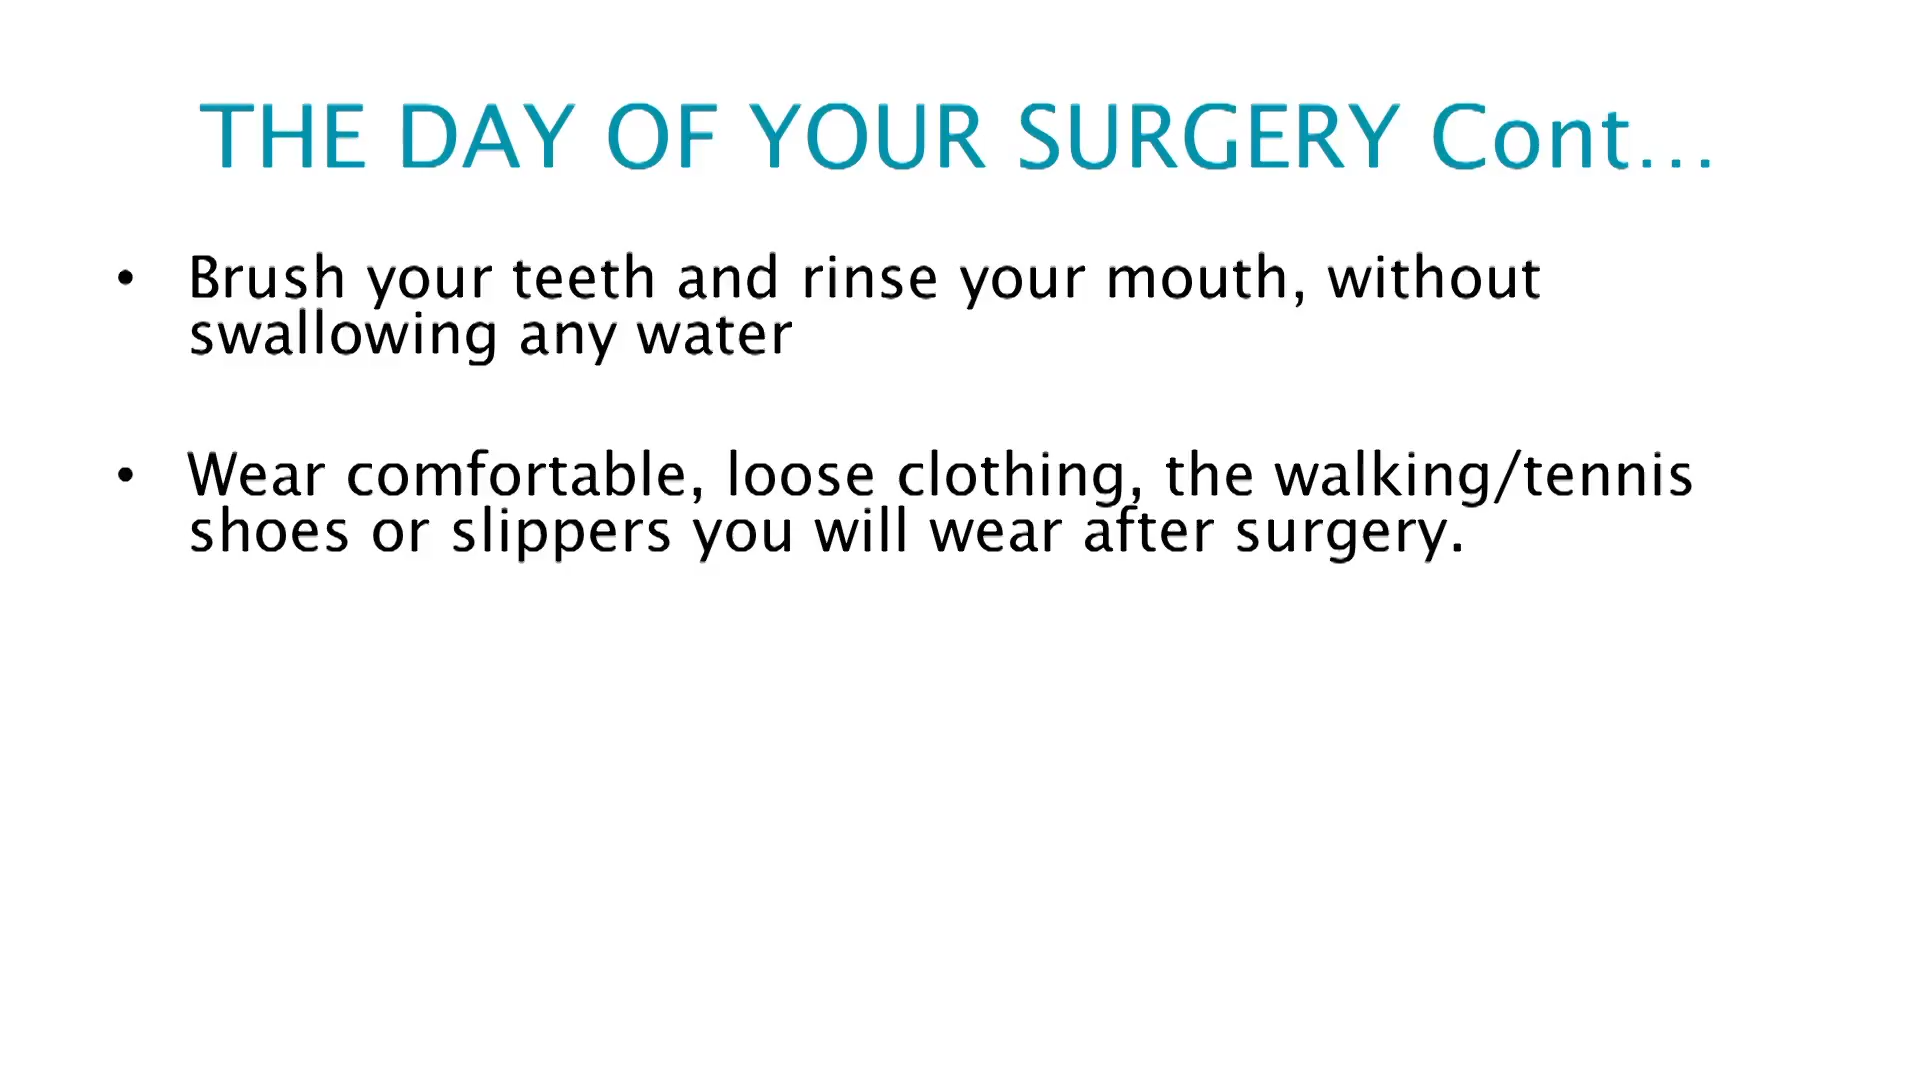 THE DAY OF YOUR SURGERY Cont…
• Brush your teeth and rinse your mouth, without
swallowing any water
• Wear comfortable, loose clothing, the walking/tennis
shoes or slippers you will wear after surgery.